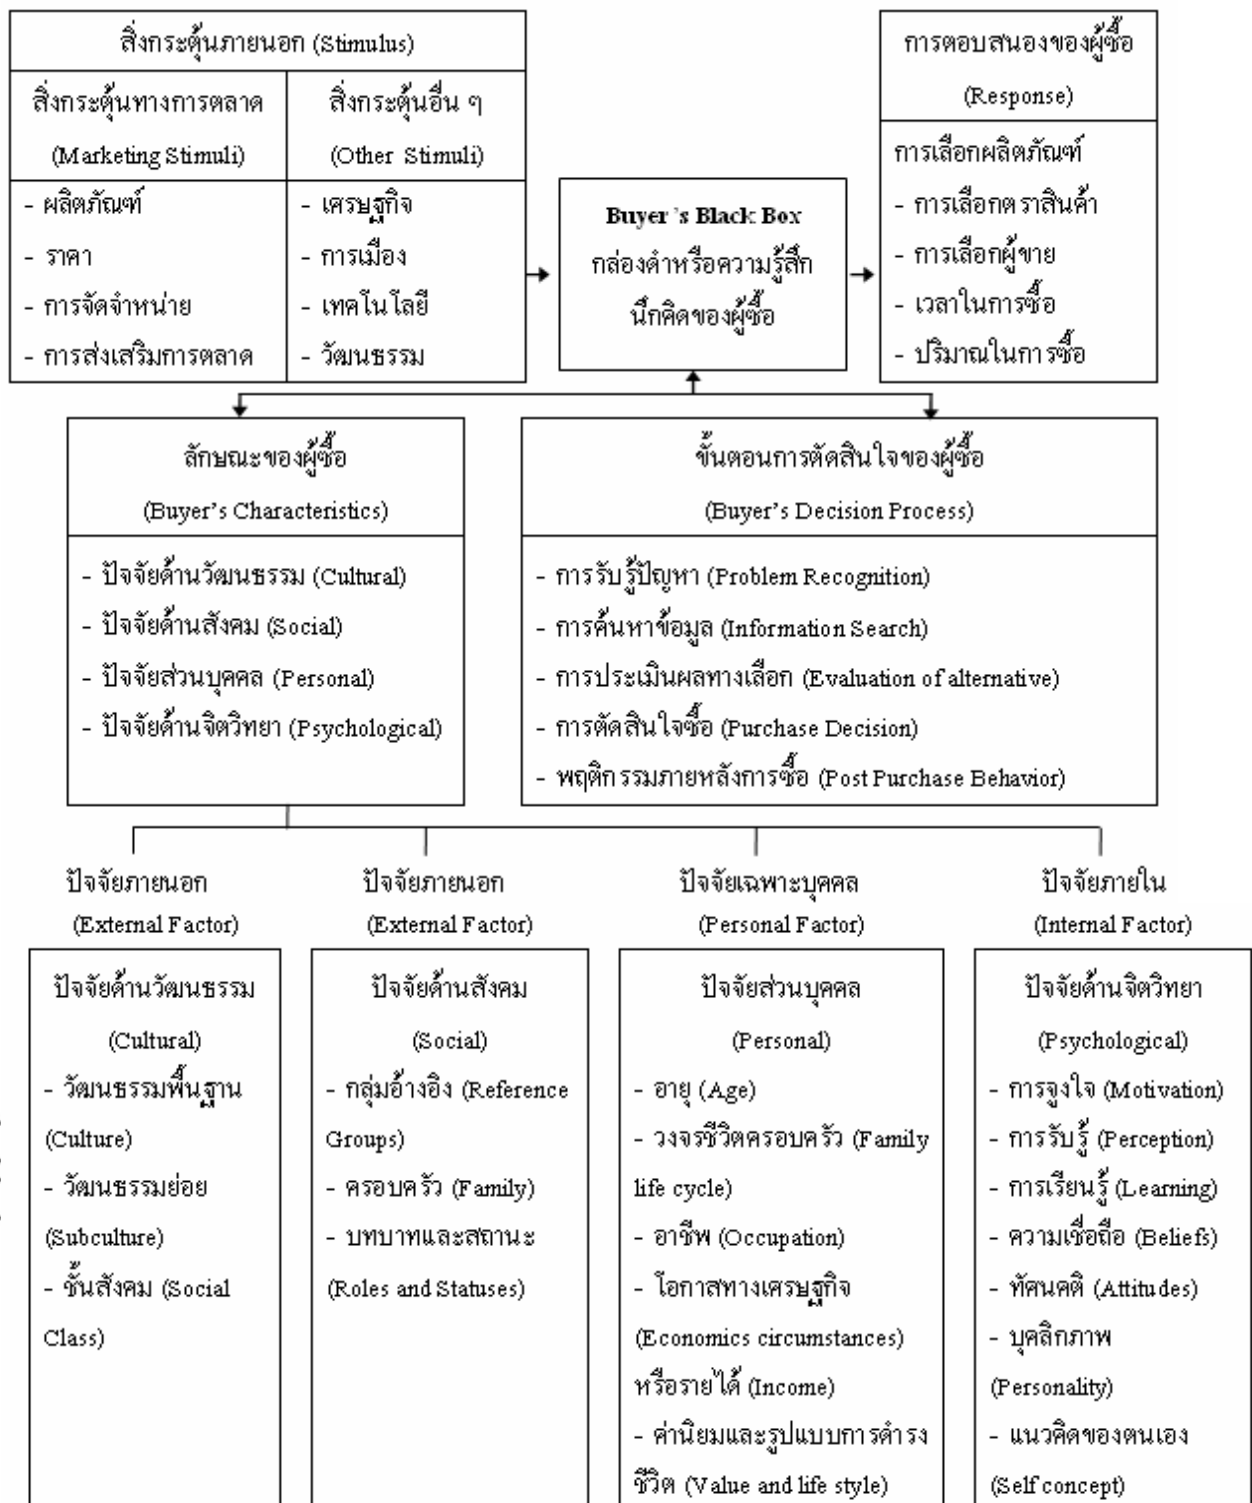 สิ่งกระตุ้นภายนอก (Stimulus)
สิ่งกระตุ้นทางการตลาด
(Marketing Stimuli)
- ผลิตภัณฑ์
- ราคา
- การจัดจำหน่าย
- การส่งเสริมการตลาด
สิ่งกระตุ้นอื่น ๆ
(Other Stimuli)
- เศรษฐกิจ
- การเมือง
- เทคโนโลยี
- วัฒนธรรม
Buyer's Black Box
กล่องดำหรือความรู้สึก
นึกคิดของผู้ซื้อ
การตอบสนองของผู้ซื้อ
(Response)
การเลือกผลิตภัณฑ์
- การเลือกตราสินค้า
- การเลือกผู้ขาย
- เวลาในการซื้อ
- ปริมาณในการซื้อ
ลักษณะของผู้ซื้อ
(Buyer's Characteristics)
- ปัจจัยด้านวัฒนธรรม (Cultural)
- ปัจจัยด้านสังคม (Social)
- ปัจจัยส่วนบุคคล (Personal)
- ปัจจัยด้านจิตวิทยา (Psychological)
ขั้นตอนการตัดสินใจของผู้ซื้อ
(Buyer's Decision Process)
- การรับรู้ปัญหา (Problem Recognition)
- การค้นหาข้อมูล (Information Search)
- การประเมินผลทางเลือก (Evaluation of alternative)
- การตัดสินใจซื้อ (Purchase Decision)
- พฤติกรรมภายหลังการซื้อ (Post Purchase Behavior)
ปัจจัยภายนอก
(External Factor)
ปัจจัยด้านวัฒนธรรม
(Cultural)
- วัฒนธรรมพื้นฐาน
(Culture)
- วัฒนธรรมย่อย
(Subculture)
- ชั้นสังคม (Social
Class)
ปัจจัยภายนอก
(External Factor)
ปัจจัยด้านสังคม
(Social)
- กลุ่มอ้างอิง (Reference
Groups)
- ครอบครัว (Family)
- บทบาทและสถานะ
(Roles and Statuses)
ปัจจัยเฉพาะบุคคล
(Personal Factor)
ปัจจัยส่วนบุคคล
(Personal)
- อายุ (Age)
- วงจรชีวิตครอบครัว (Family
life cycle)
- อาชีพ (Occupation)
- โอกาสทางเศรษฐกิจ
(Economics circumstances)
หรือรายได้ (Income)
- ค่านิยมและรูปแบบการดำรง
ชีวิต (Value and life style)
ปัจจัยภายใน
(Internal Factor)
ปัจจัยด้านจิตวิทยา
(Psychological)
- การจูงใจ (Motivation)
- การรับรู้ (Perception)
- การเรียนรู้ (Learning)
- ความเชื่อถือ (Beliefs)
- ทัศนคติ (Attitudes)
- บุคลิกภาพ
(Personality)
- แนวคิดของตนเอง
(Self concept)